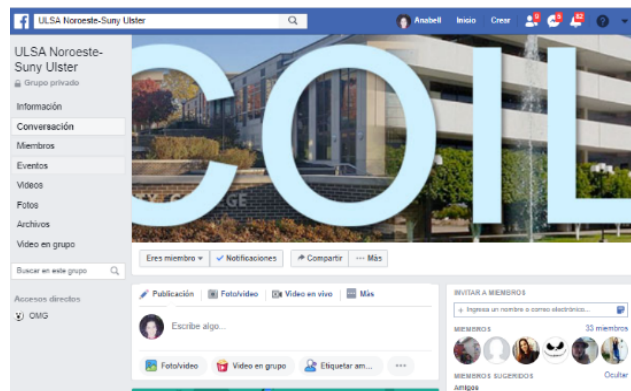 ULSA Noroeste-Suny Ulster
Anabell
Inicio
Crear
9
82
ULSA Noroeste-
Suny Ulster
Grupo privado
Información
Conversación
Miembros
Eventos
Videos
Fotos
Archivos
Video en grupo
Buscar en este grupo
Accesos directos
OMG
COIL
GE
Eres miembro
Notificaciones
Compartir
Más
Publicación
Foto/video
Video en vivo
Más
Escribe algo...
Foto/video
Video en grupo
Etiquetar am...
INVITAR A MIEMBROS
Ingresa un nombre o correo electrónico...
MIEMBROS
33 miembros
MIEMBROS SUGERIDOS
Ocultar
Amigos